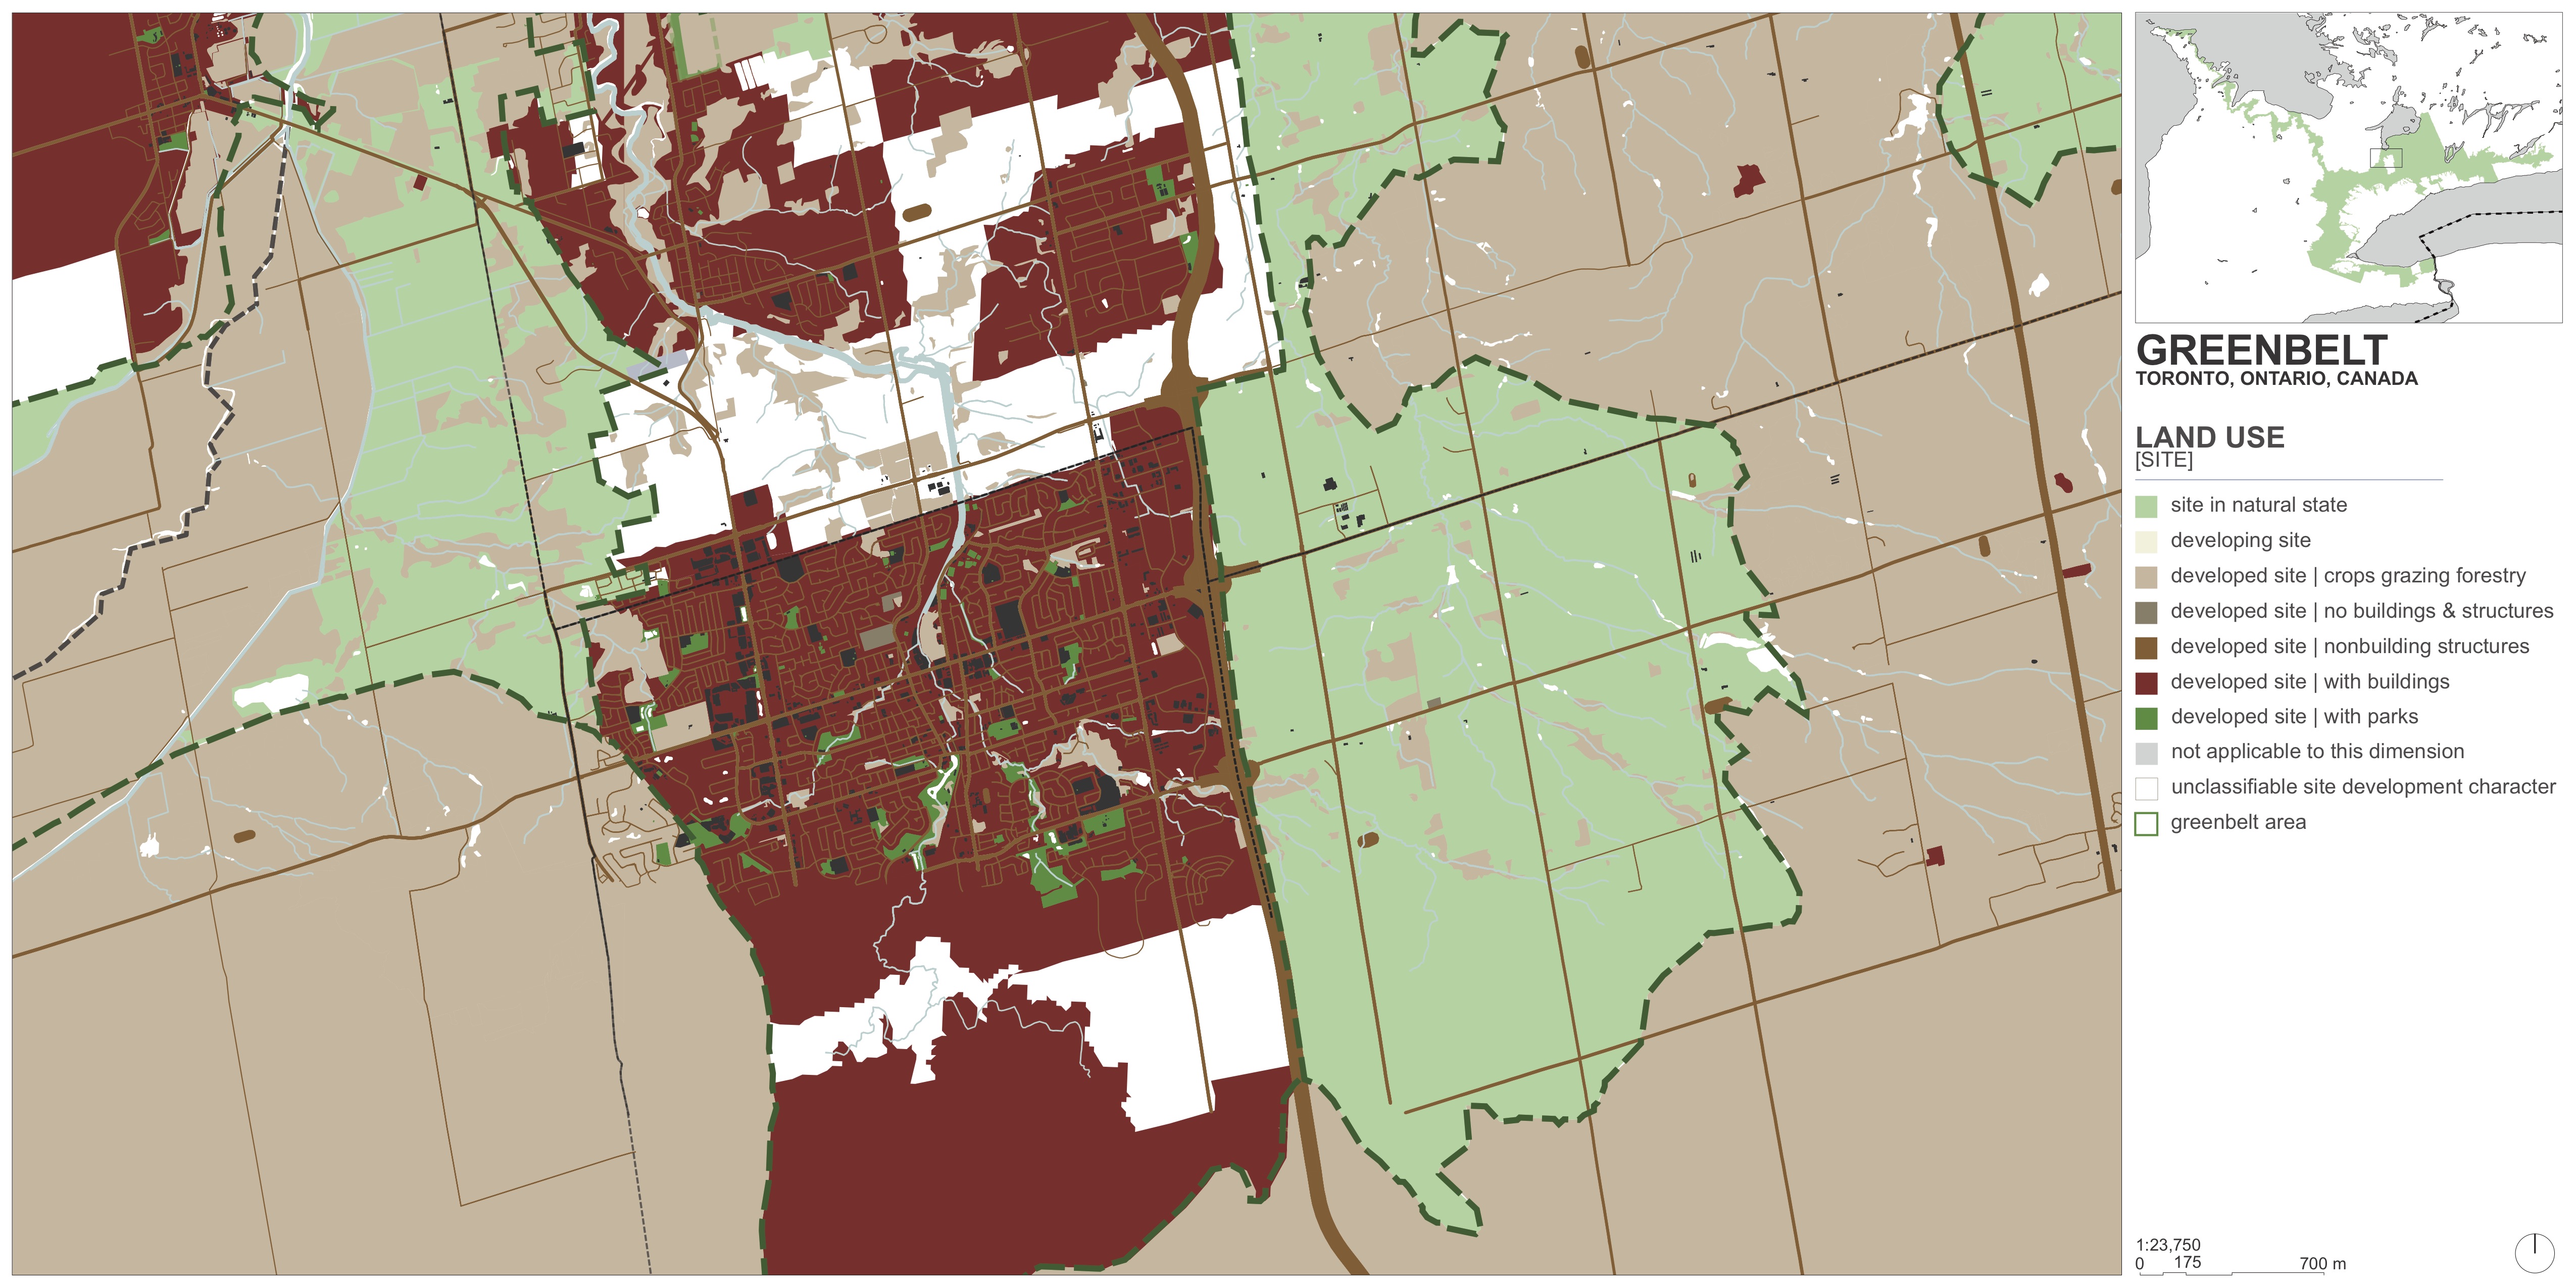 GREENBELT
TORONTO, ONTARIO, CANADA
LAND USE
[SITE]
site in natural state
developing site
developed site | crops grazing forestry
developed site | no buildings & structures
developed site | nonbuilding structures
developed site | with buildings
developed site | with parks
not applicable to this dimension
unclassifiable site development character
greenbelt area
1:23,750
0 175 700 m